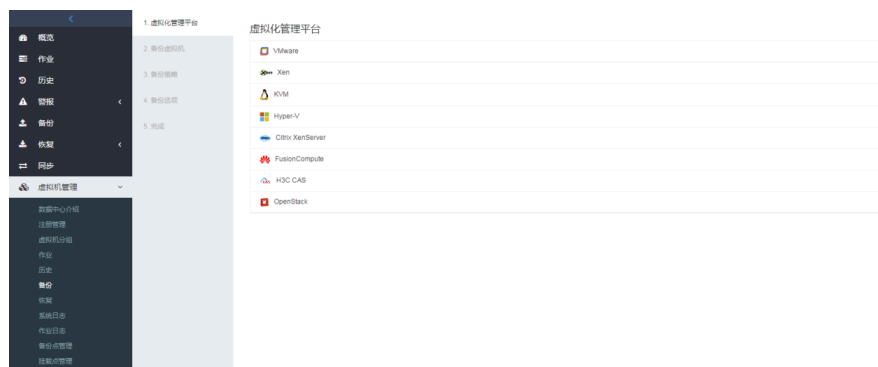 概览
作业
历史
警报
备份
恢复
同步
虚拟机管理
数据中心介绍
注册管理
虚拟机分组
作业
历史
备份
恢复
系统日志
作业日志
备份点管理
挂载点管理
1. 虚拟化管理平台
2. 备份虚拟机
3. 备份策略
4. 备份选项
5. 完成
虚拟化管理平台
VMware
Xen
KVM
Hyper-V
Citrix XenServer
FusionCompute
H3C CAS
OpenStack